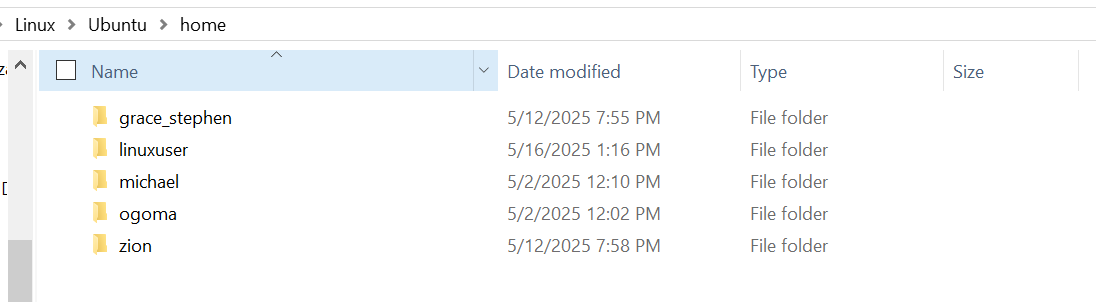 Linux > Ubuntu > home
Name Date modified Type Size
grace_stephen 5/12/2025 7:55 PM File folder
linuxuser 5/16/2025 1:16 PM File folder
michael 5/2/2025 12:10 PM File folder
ogoma 5/2/2025 12:02 PM File folder
zion 5/12/2025 7:58 PM File folder